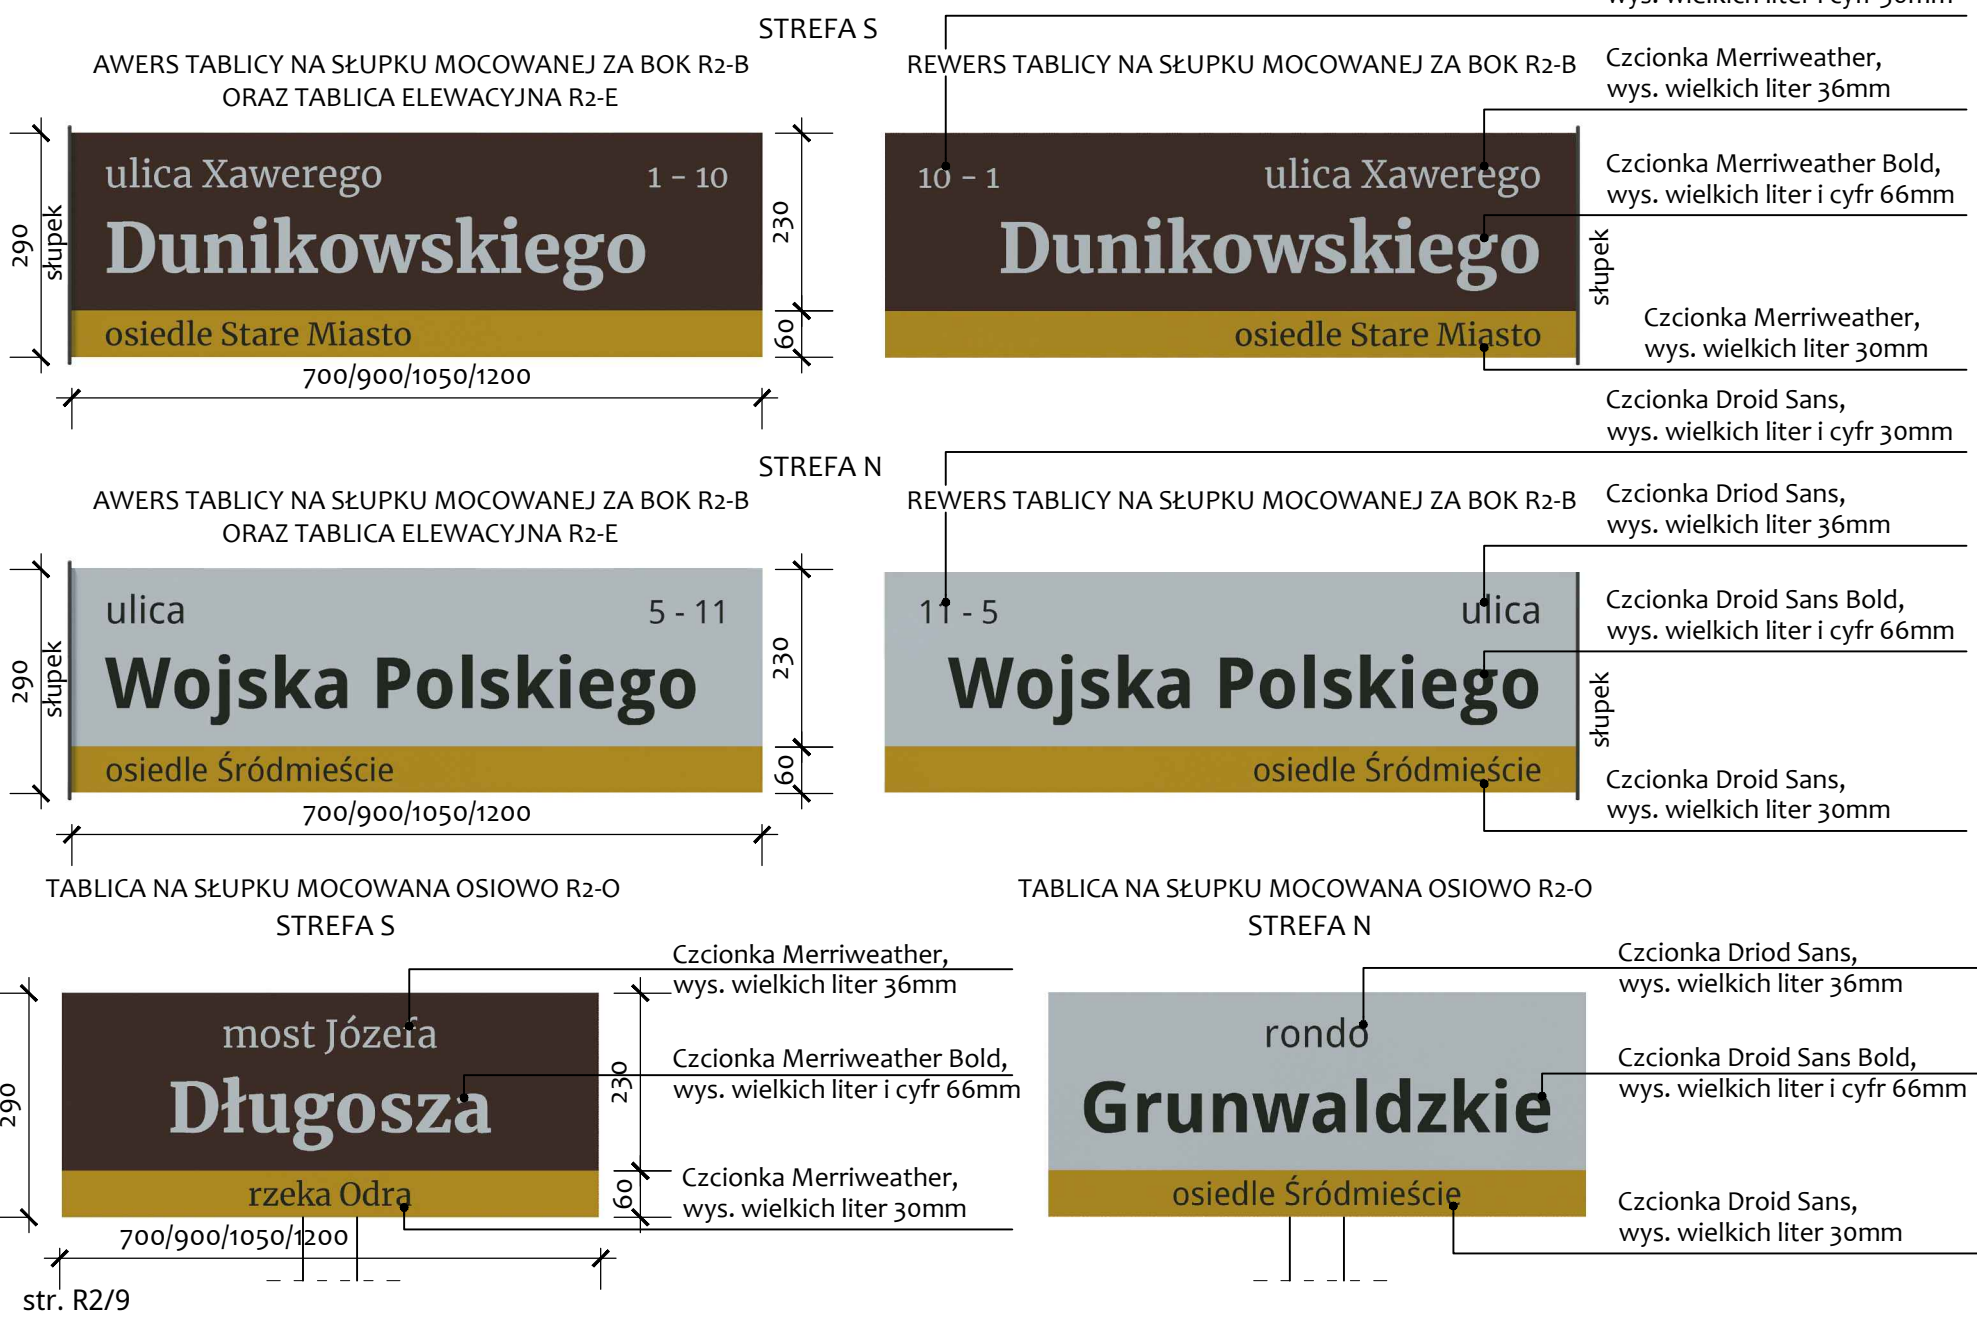 wys. wielkich liter i cyfr 30mm
STREFA S
AWERS TABLICY NA SŁUPKU MOCOWANEJ ZA BOK R2-B
ORAZ TABLICA ELEWACYJNA R2-E
REWERS TABLICY NA SŁUPKU MOCOWANEJ ZA BOK R2-B
Czcionka Merriweather,
wys. wielkich liter 36mm
290
słupek
ulica Xawerego 1 – 10
Dunikowskiego
osiedle Stare Miasto
230
60
700/900/1050/1200
10 – 1 ulica Xawerego
Dunikowskiego
osiedle Stare Miasto
słupek
Czcionka Merriweather Bold,
wys. wielkich liter i cyfr 66mm
Czcionka Merriweather,
wys. wielkich liter 30mm
Czcionka Droid Sans,
wys. wielkich liter i cyfr 30mm
STREFA N
AWERS TABLICY NA SŁUPKU MOCOWANEJ ZA BOK R2-B
ORAZ TABLICA ELEWACYJNA R2-E
REWERS TABLICY NA SŁUPKU MOCOWANEJ ZA BOK R2-B
Czcionka Driod Sans,
wys. wielkich liter 36mm
290
słupek
ulica 5 - 11
Wojska Polskiego
osiedle Śródmieście
230
60
700/900/1050/1200
11 - 5 ulica
Wojska Polskiego
osiedle Śródmieście
słupek
Czcionka Droid Sans Bold,
wys. wielkich liter i cyfr 66mm
Czcionka Droid Sans,
wys. wielkich liter 30mm
TABLICA NA SŁUPKU MOCOWANA OSIOWO R2-O
STREFA S
290
most Józefa
Długosza
rzeka Odra
230
60
700/900/1050/1200
Czcionka Merriweather,
wys. wielkich liter 36mm
Czcionka Merriweather Bold,
wys. wielkich liter i cyfr 66mm
Czcionka Merriweather,
wys. wielkich liter 30mm
TABLICA NA SŁUPKU MOCOWANA OSIOWO R2-O
STREFA N
rondo
Grunwaldzkie
osiedle Śródmieście
Czcionka Driod Sans,
wys. wielkich liter 36mm
Czcionka Droid Sans Bold,
wys. wielkich liter i cyfr 66mm
Czcionka Droid Sans,
wys. wielkich liter 30mm
str. R2/9